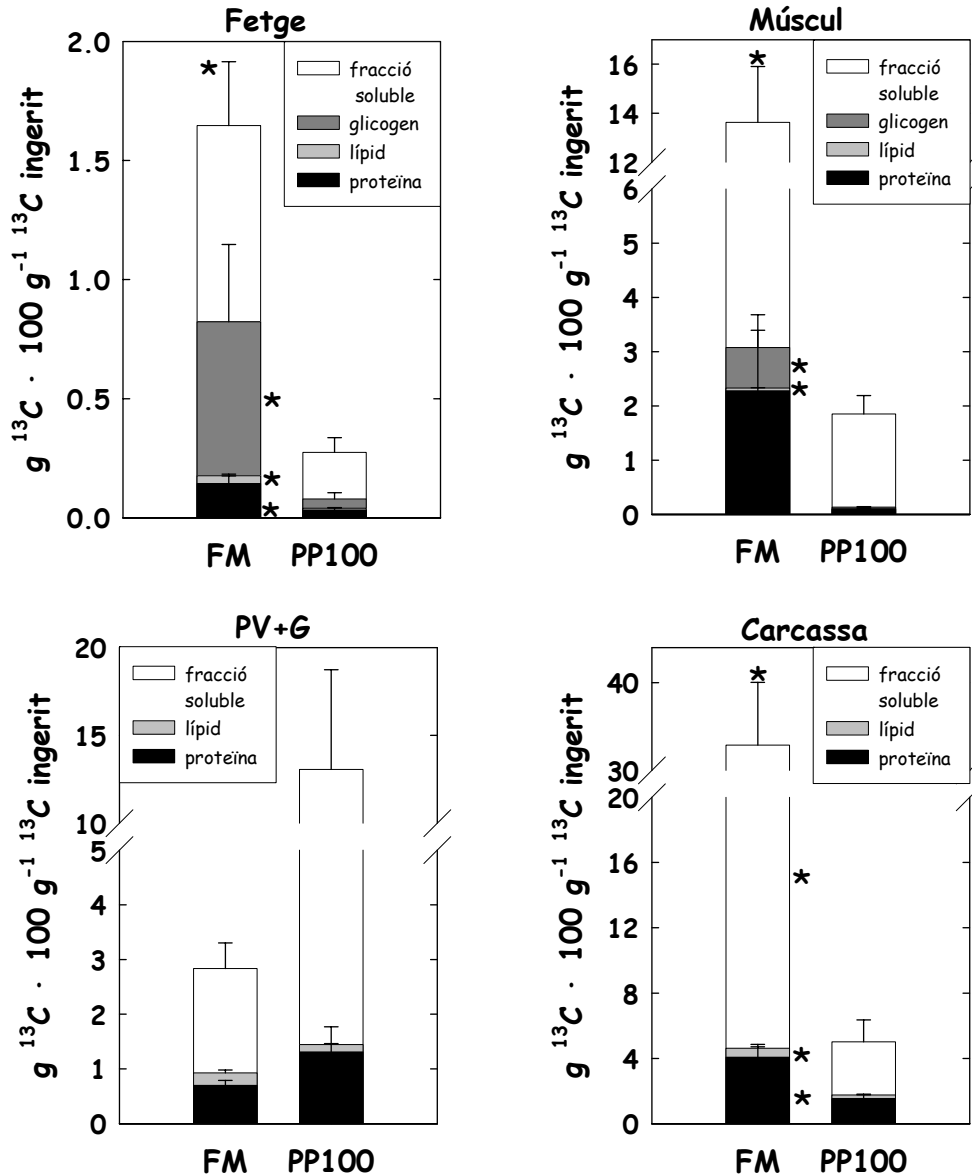 Fetge
2.0
1.5
1.0
0.5
0.0
g ¹³C · 100 g⁻¹ ¹³C ingerit
fracció
soluble
glicogen
lípid
proteïna
*
*
*
*
FM PP100
Múscul
16
14
12
6
5
4
3
2
1
0
g ¹³C · 100 g⁻¹ ¹³C ingerit
fracció
soluble
glicogen
lípid
proteïna
*
*
*
FM PP100
PV+G
20
15
10
5
4
3
2
1
0
g ¹³C · 100 g⁻¹ ¹³C ingerit
fracció
soluble
lípid
proteïna
FM PP100
Carcassa
40
30
20
16
12
8
4
0
g ¹³C · 100 g⁻¹ ¹³C ingerit
fracció
soluble
lípid
proteïna
*
*
*
*
FM PP100